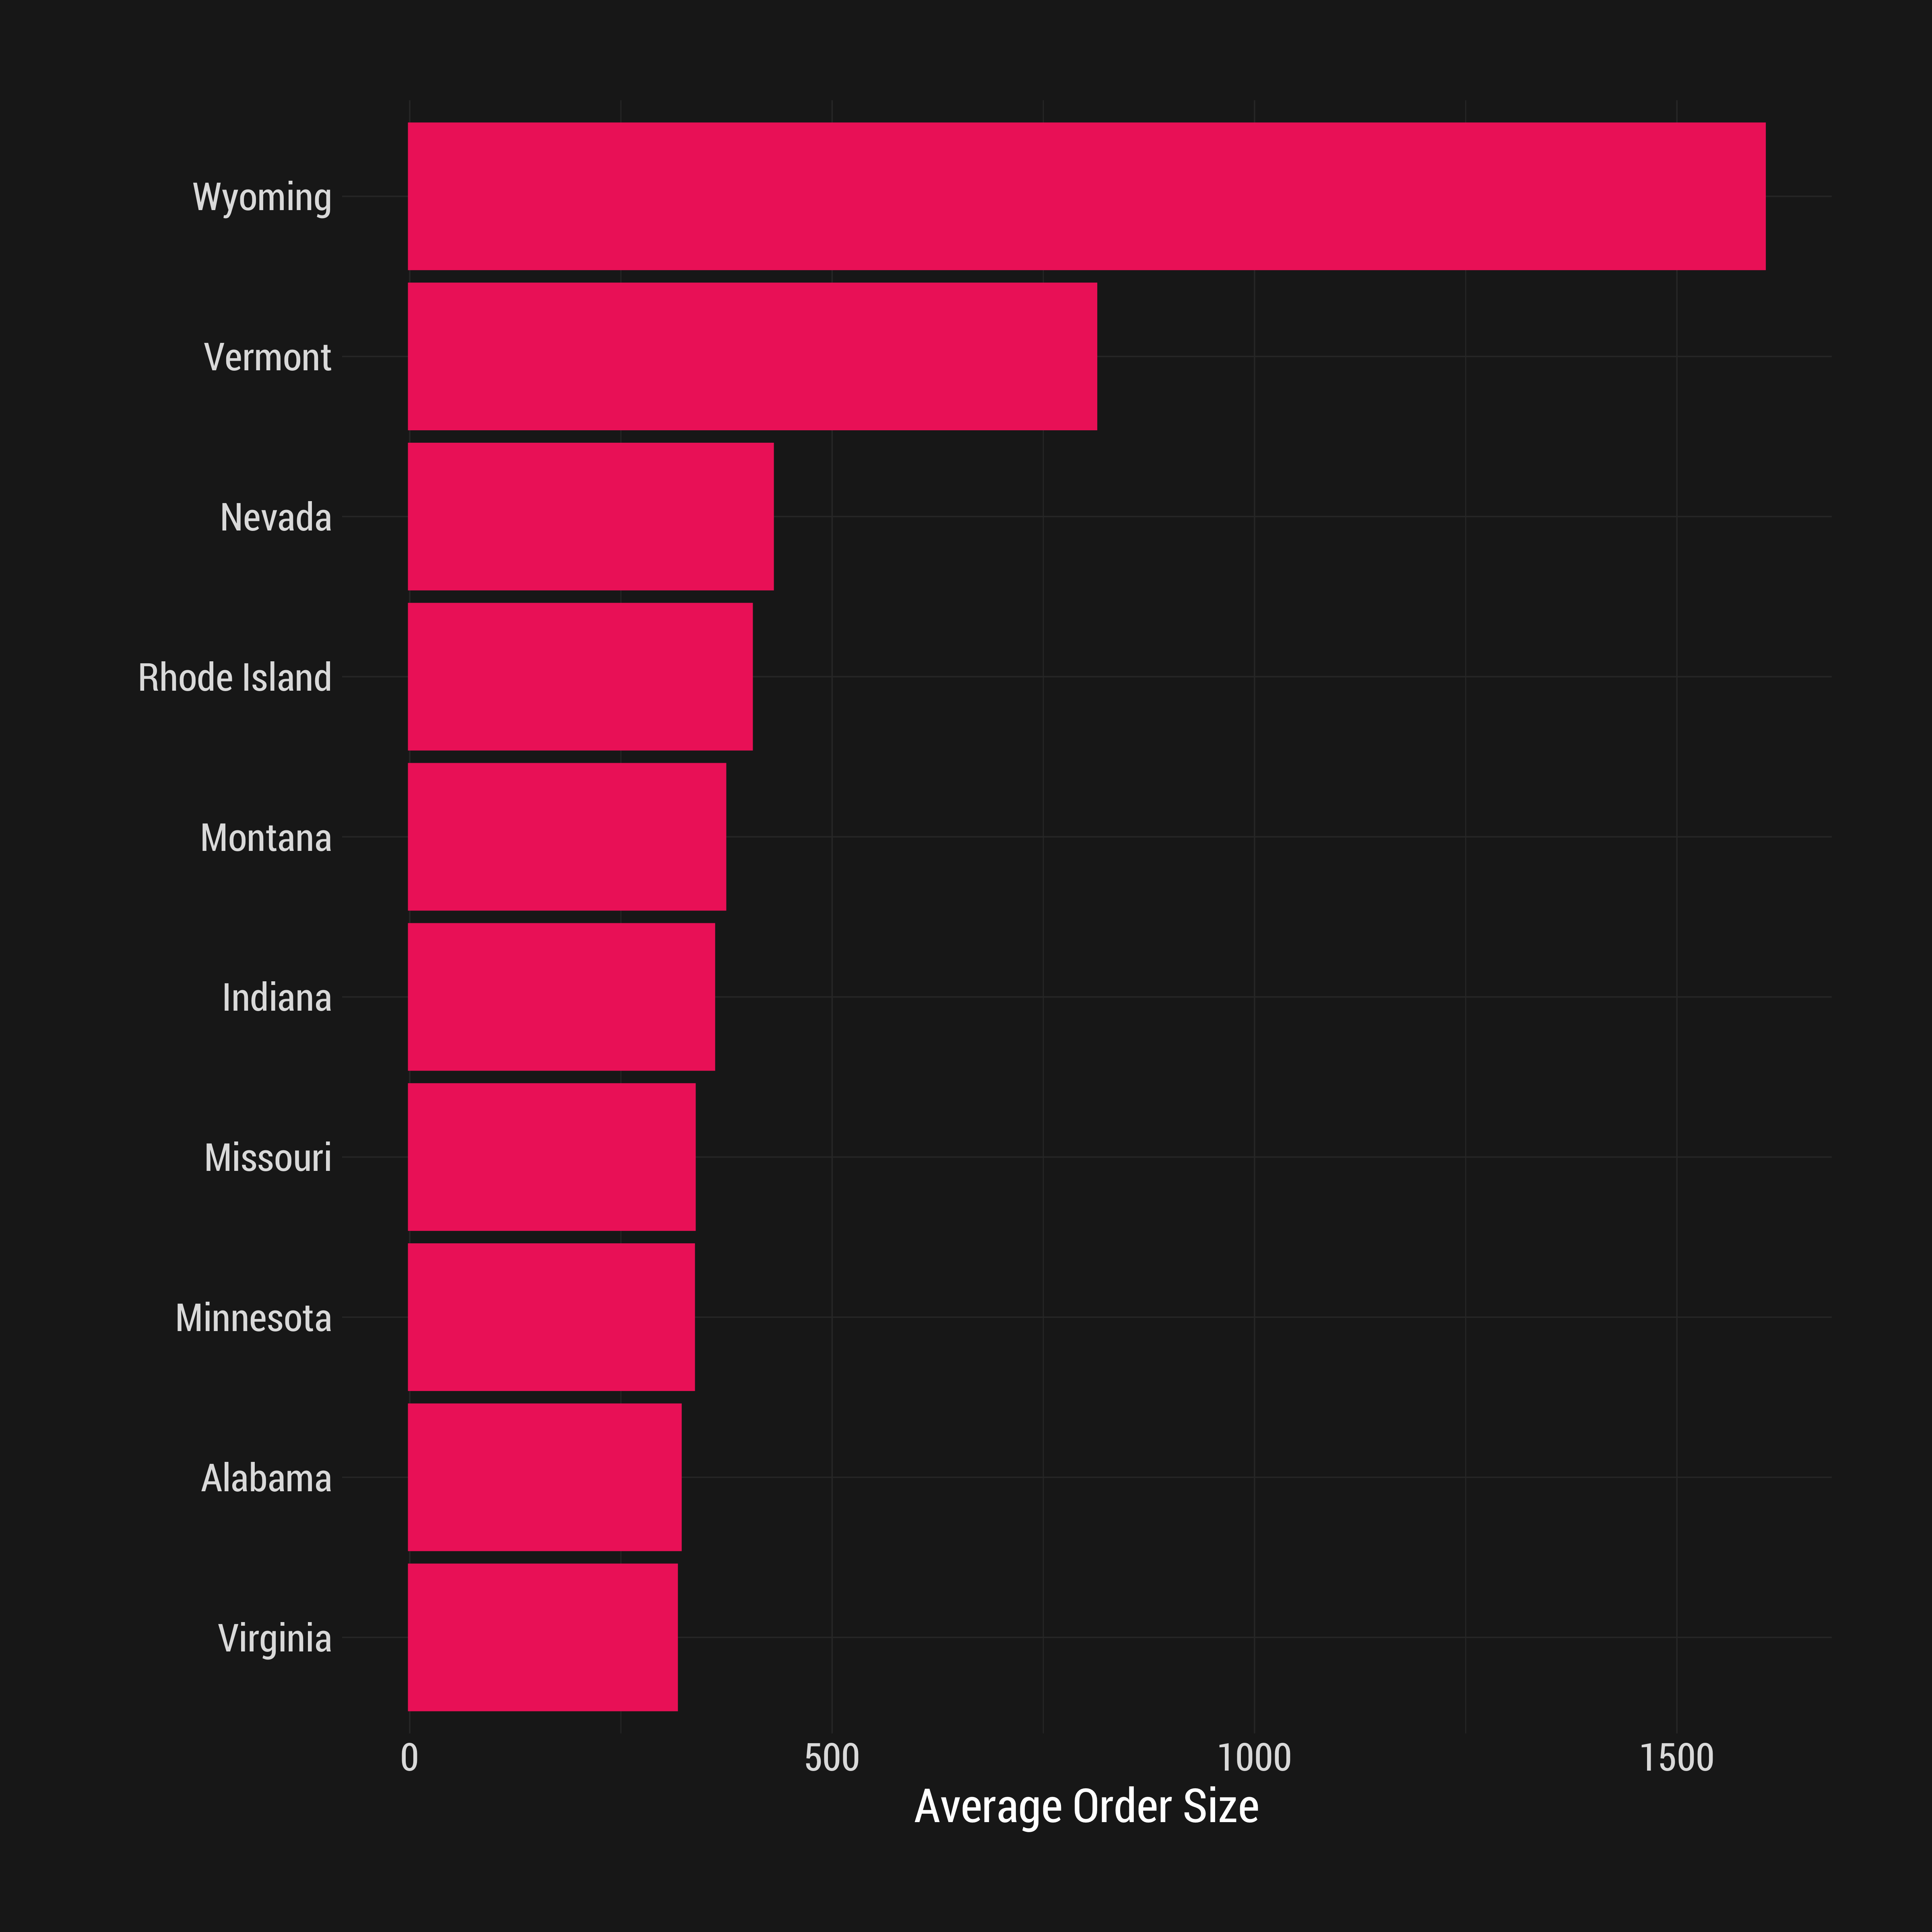 Wyoming
Vermont
Nevada
Rhode Island
Montana
Indiana
Missouri
Minnesota
Alabama
Virginia
0 500 1000 1500
Average Order Size